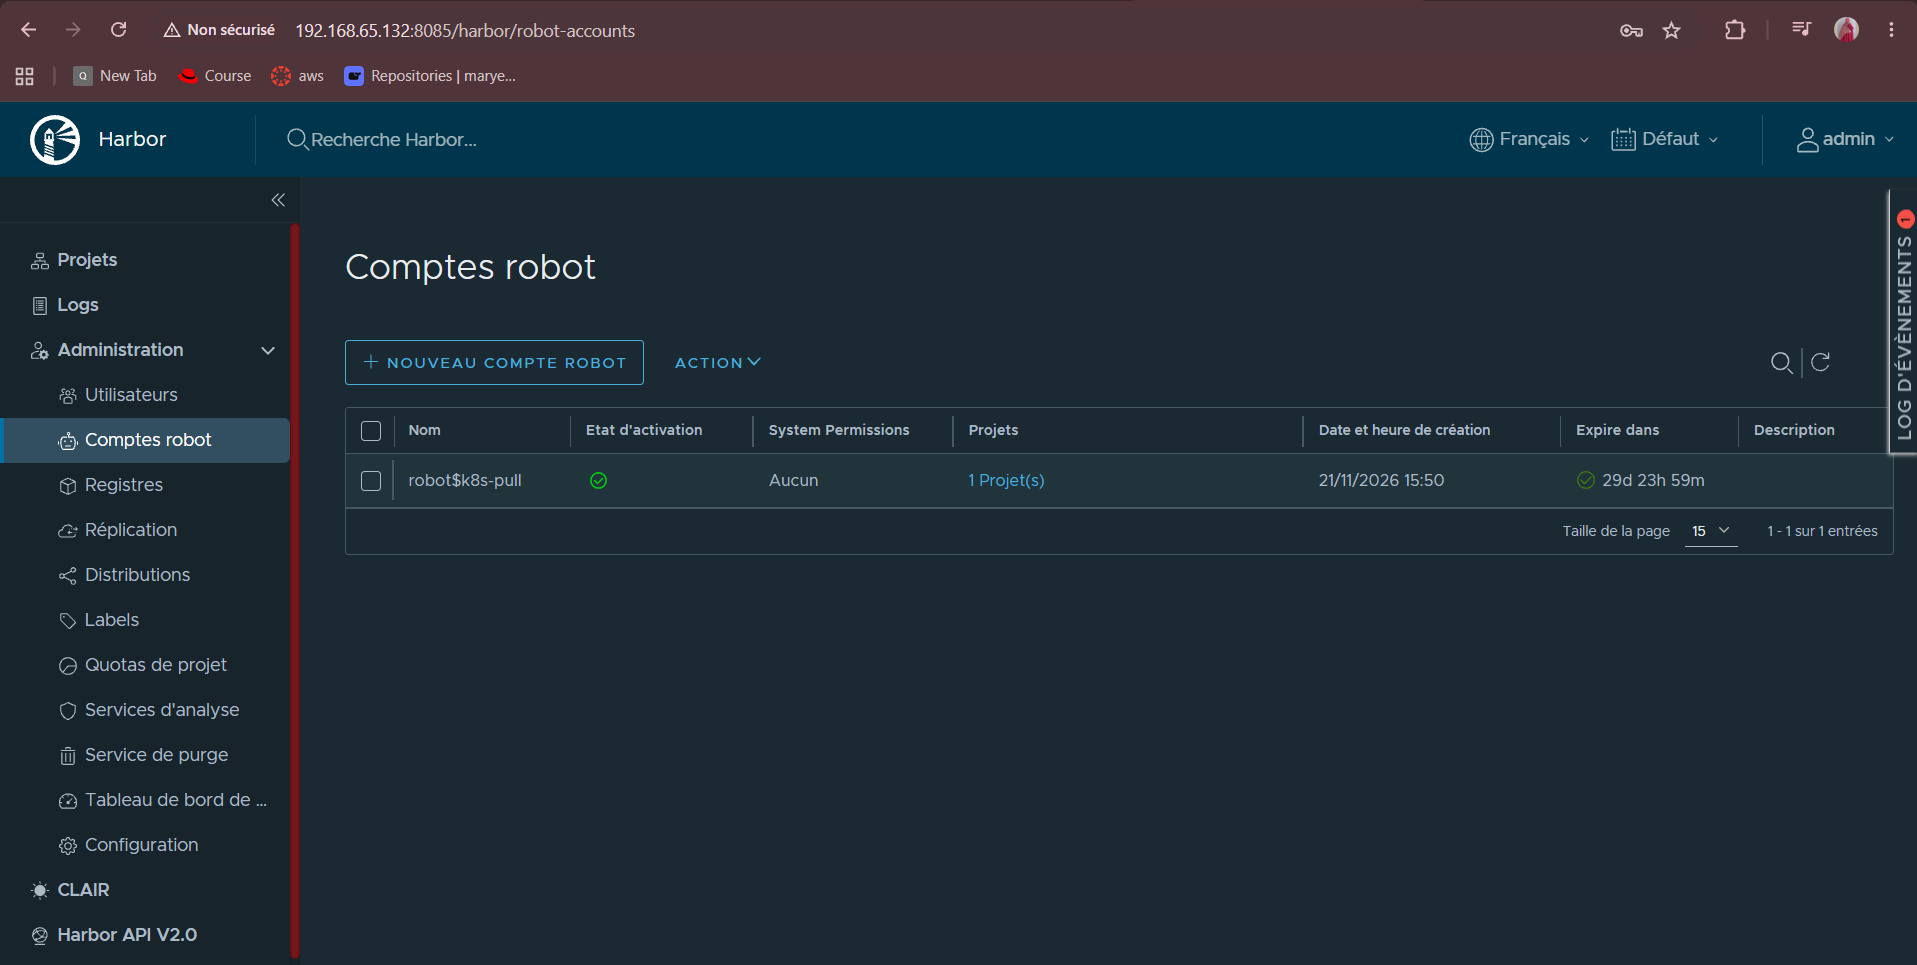 Non sécurisé 192.168.65.132:8085/harbor/robot-accounts
New Tab Course aws Repositories | marye...
Harbor Recherche Harbor... Français Défaut admin
LOG D'ÉVÈNEMENTS 1
Projets
Logs
Administration
Utilisateurs
Comptes robot
Registres
Réplication
Distributions
Labels
Quotas de projet
Services d'analyse
Service de purge
Tableau de bord de ...
Configuration
CLAIR
Harbor API V2.0
Comptes robot
NOUVEAU COMPTE ROBOT ACTION
Nom Etat d'activation System Permissions Projets Date et heure de création Expire dans Description
robot$k8s-pull Aucun 1 Projet(s) 21/11/2026 15:50 29d 23h 59m
Taille de la page 15 1 - 1 sur 1 entrées